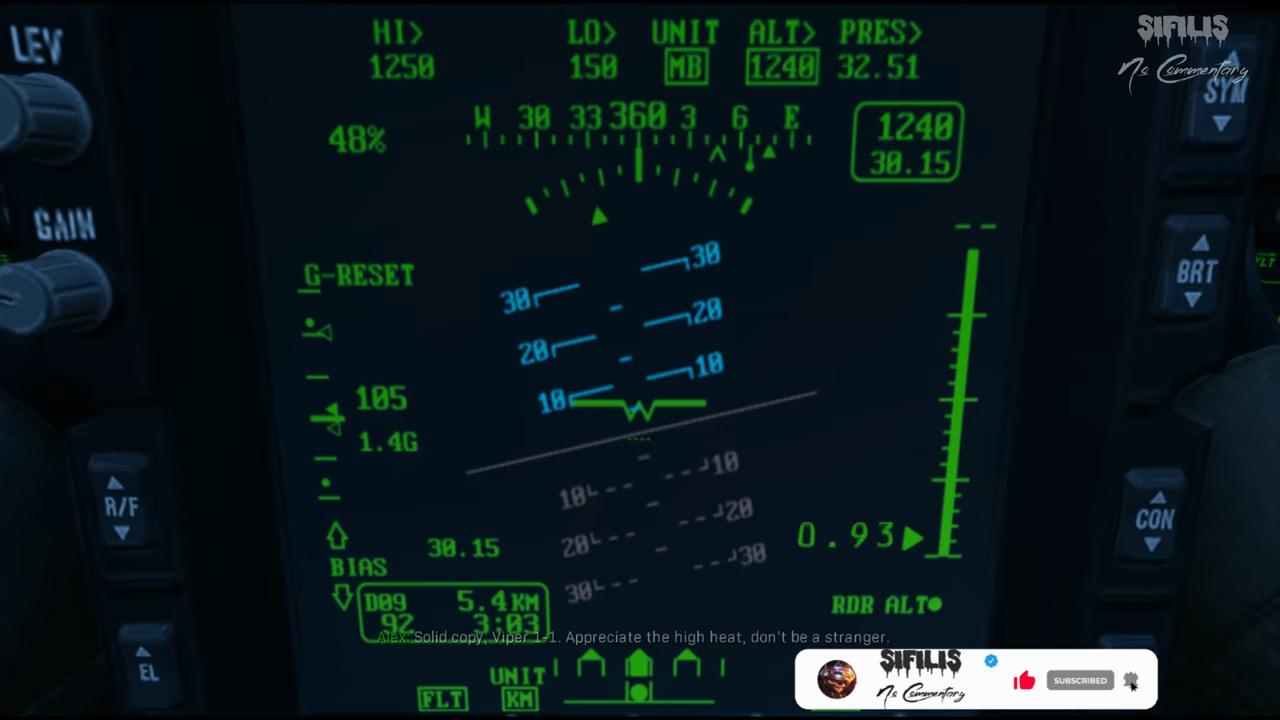 LEV
HI> LO> UNIT ALT> PRES>
1250 150 MB 1240 32.51
SIFILIS
No Commentary
SYM
48%
W 30 33 360 3 6 E
1240
30.15
GAIN
G-RESET
30 30
20 20
10 10
BRT
FLT
105
1.4G
10 10
20 20
30 30
R/F
CON
0.93
30.15
BIAS
D09 5.4KM
92 3:03
RDR ALT
Alex: Solid copy, Viper 1-1. Appreciate the high heat, don't be a stranger.
EL
UNIT
FLT KM
SIFILIS
No Commentary
SUBSCRIBED